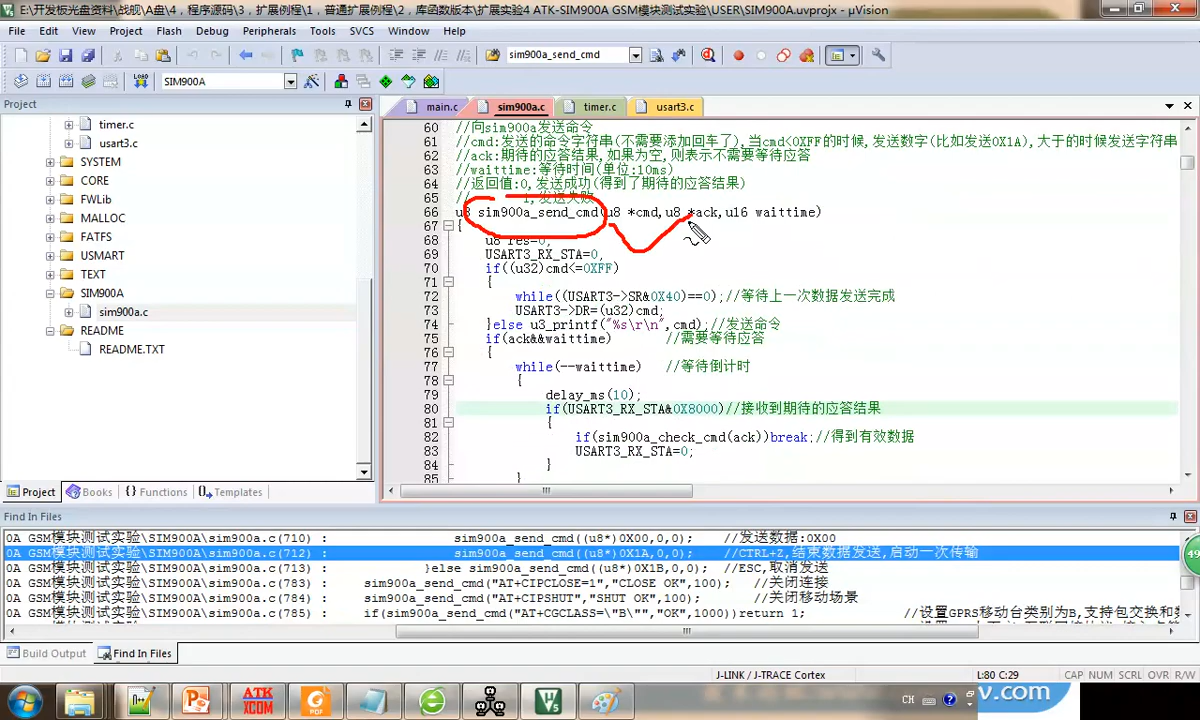 E:\开发板光盘资料\战舰\A盘\4，程序源码\3，扩展例程\1，普通扩展例程\2，库函数版本\扩展实验4 ATK-SIM900A GSM模块测试实验\USER\SIM900A.uvprojx - µVision
File Edit View Project Flash Debug Peripherals Tools SVCS Window Help
sim900a_send_cmd
LOAD SIM900A
Project
main.c sim900a.c timer.c usart3.c
timer.c
usart3.c
SYSTEM
CORE
FWLib
MALLOC
FATFS
USMART
TEXT
SIM900A
sim900a.c
README
README.TXT
60 //向sim900a发送命令
61 //cmd:发送的命令字符串(不需要添加回车了),当cmd<0XFF的时候,发送数字(比如发送0X1A),大于的时候发送字符串
62 //ack:期待的应答结果,如果为空,则表示不需要等待应答
63 //waittime:等待时间(单位:10ms)
64 //返回值:0,发送成功(得到了期待的应答结果)
65 // 1,发送失败
66 u8 sim900a_send_cmd(u8 *cmd,u8 *ack,u16 waittime)
67 {
68 u8 res=0;
69 USART3_RX_STA=0;
70 if((u32)cmd<=0XFF)
71 {
72 while((USART3->SR&0X40)==0);//等待上一次数据发送完成
73 USART3->DR=(u32)cmd;
74 }else u3_printf("%s\r\n",cmd);//发送命令
75 if(ack&&waittime) //需要等待应答
76 {
77 while(--waittime) //等待倒计时
78 {
79 delay_ms(10);
80 if(USART3_RX_STA&0X8000)//接收到期待的应答结果
81 {
82 if(sim900a_check_cmd(ack))break;//得到有效数据
83 USART3_RX_STA=0;
84 }
85 }
Project Books {} Functions Templates
Find In Files
0A GSM模块测试实验\SIM900A\sim900a.c(710) : sim900a_send_cmd((u8*)0X00,0,0); //发送数据:0X00
0A GSM模块测试实验\SIM900A\sim900a.c(712) : sim900a_send_cmd((u8*)0X1A,0,0); //CTRL+Z,结束数据发送,启动一次传输
0A GSM模块测试实验\SIM900A\sim900a.c(713) : }else sim900a_send_cmd((u8*)0X1B,0,0); //ESC,取消发送
0A GSM模块测试实验\SIM900A\sim900a.c(783) : sim900a_send_cmd("AT+CIPCLOSE=1","CLOSE OK",100); //关闭连接
0A GSM模块测试实验\SIM900A\sim900a.c(784) : sim900a_send_cmd("AT+CIPSHUT","SHUT OK",100); //关闭移动场景
0A GSM模块测试实验\SIM900A\sim900a.c(785) : if(sim900a_send_cmd("AT+CGCLASS=\"B\"","OK",1000))return 1; //设置GPRS移动台类别为B,支持包交换和
Build Output Find In Files
J-LINK / J-TRACE Cortex L:80 C:29 CAP NUM SCRL OVR R/W
ATK XCOM PDF CH v.com
49